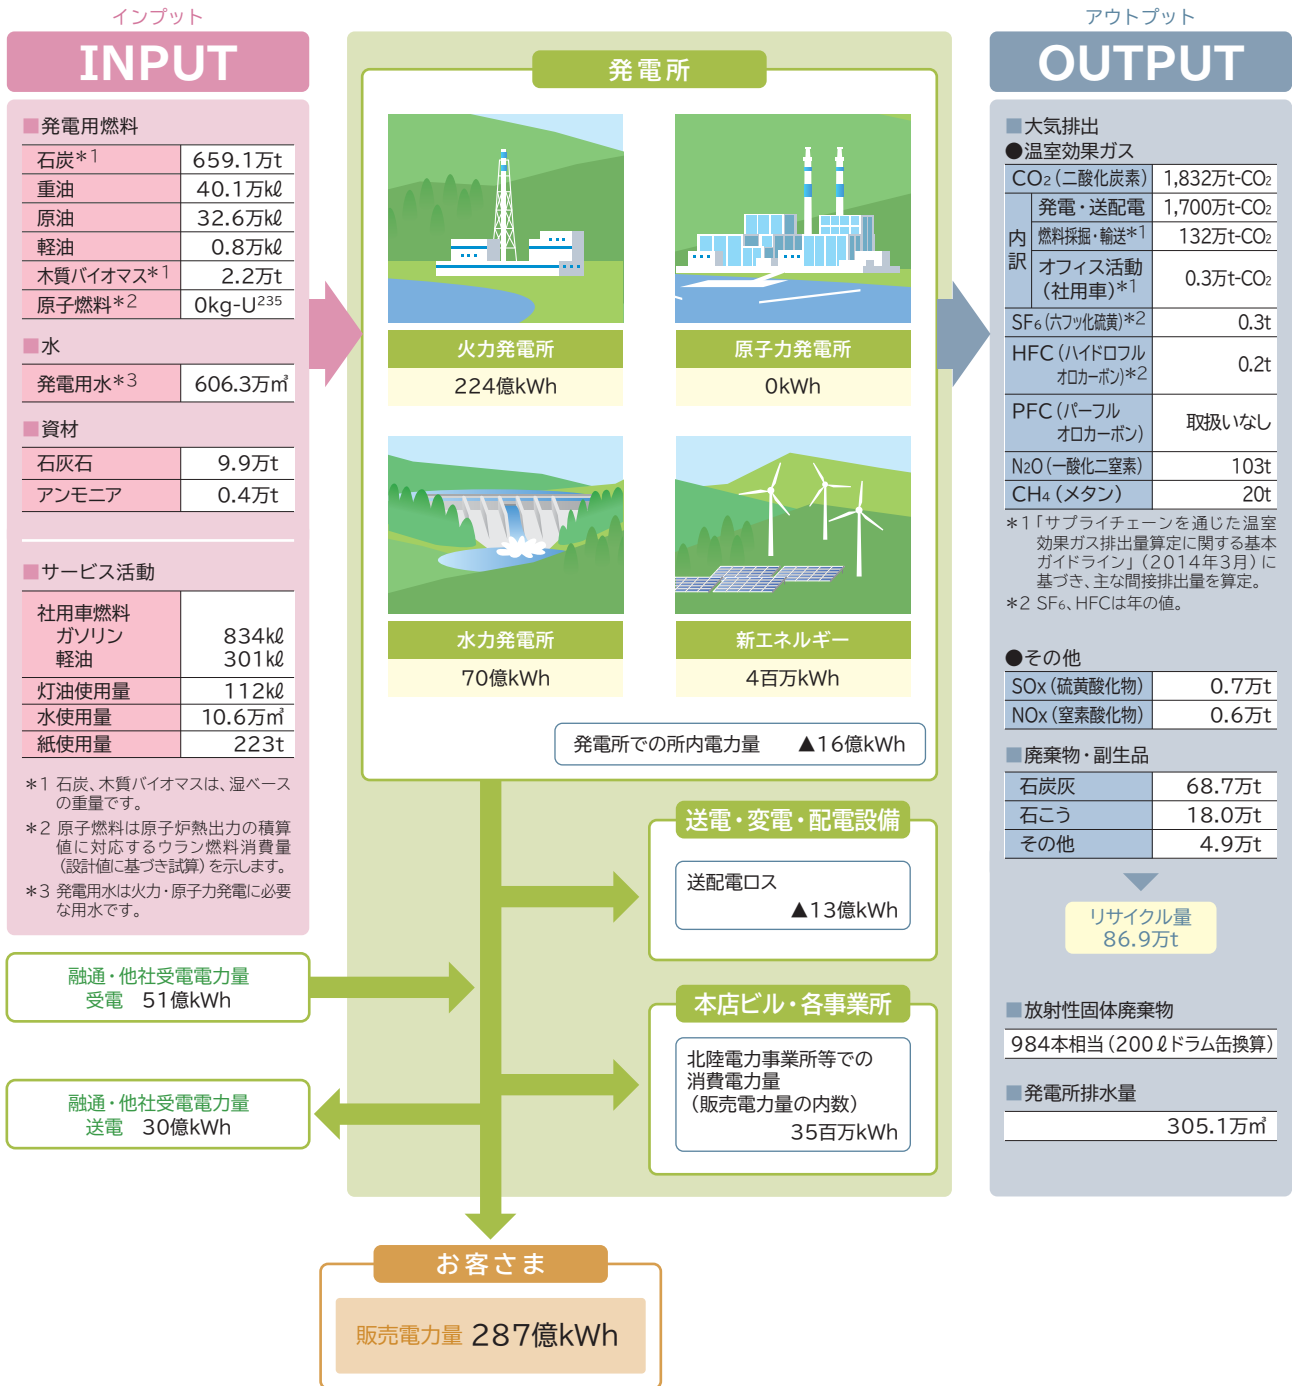 インプット
INPUT
■発電用燃料
石炭*1 659.1万t
重油 40.1万kℓ
原油 32.6万kℓ
軽油 0.8万kℓ
木質バイオマス*1 2.2万t
原子燃料*2 0kg-U235
■水
発電用水*3 606.3万㎥
■資材
石灰石 9.9万t
アンモニア 0.4万t
■サービス活動
社用車燃料
ガソリン 834kℓ
軽油 301kℓ
灯油使用量 112kℓ
水使用量 10.6万㎥
紙使用量 223t
*1 石炭、木質バイオマスは、湿ベース
の重量です。
*2 原子燃料は原子炉熱出力の積算
値に対応するウラン燃料消費量
（設計値に基づき試算）を示します。
*3 発電用水は火力・原子力発電に必要
な用水です。
融通・他社受電電力量
受電 51億kWh
融通・他社受電電力量
送電 30億kWh
発電所
火力発電所
224億kWh
原子力発電所
0kWh
水力発電所
70億kWh
新エネルギー
4百万kWh
発電所での所内電力量 ▲16億kWh
送電・変電・配電設備
送配電ロス
▲13億kWh
本店ビル・各事業所
北陸電力事業所等での
消費電力量
（販売電力量の内数）
35百万kWh
お客さま
販売電力量 287億kWh
アウトプット
OUTPUT
■大気排出
●温室効果ガス
CO2（二酸化炭素） 1,832万t-CO2
内訳
発電・送配電 1,700万t-CO2
燃料採掘・輸送*1 132万t-CO2
オフィス活動
（社用車）*1 0.3万t-CO2
SF6（六フッ化硫黄）*2 0.3t
HFC（ハイドロフル
オロカーボン）*2 0.2t
PFC（パーフル
オロカーボン） 取扱いなし
N2O（一酸化二窒素） 103t
CH4（メタン） 20t
*1「サプライチェーンを通じた温室
効果ガス排出量算定に関する基本
ガイドライン」（2014年3月）に
基づき、主な間接排出量を算定。
*2 SF6、HFCは年の値。
●その他
SOx（硫黄酸化物） 0.7万t
NOx（窒素酸化物） 0.6万t
■廃棄物・副生品
石炭灰 68.7万t
石こう 18.0万t
その他 4.9万t
リサイクル量
86.9万t
■放射性固体廃棄物
984本相当（200ℓドラム缶換算）
■発電所排水量
305.1万㎥